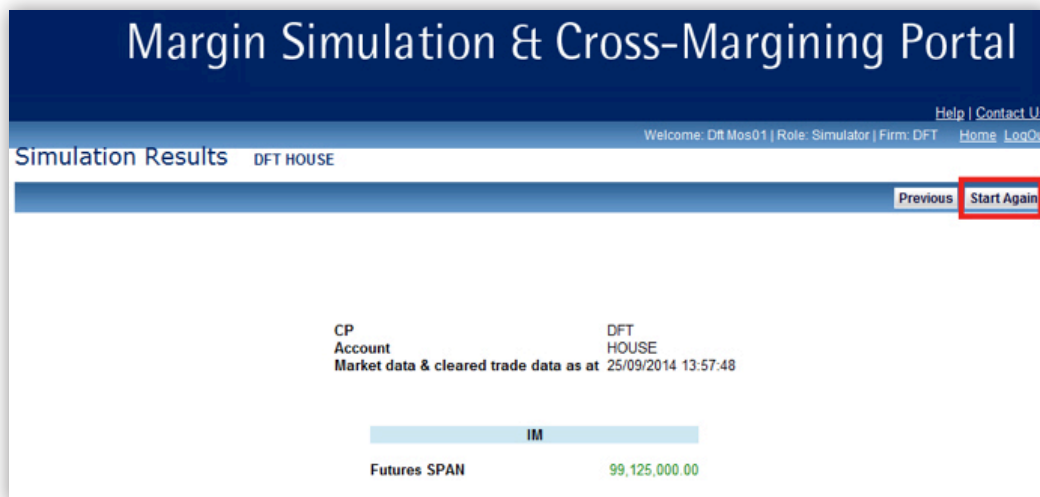 Margin Simulation & Cross-Margining Portal
Help | Contact U
Welcome: Dft Mos01 | Role: Simulator | Firm: DFT Home LogOu
Simulation Results DFT HOUSE
Previous Start Again
CP DFT
Account HOUSE
Market data & cleared trade data as at 25/09/2014 13:57:48
IM
Futures SPAN 99,125,000.00